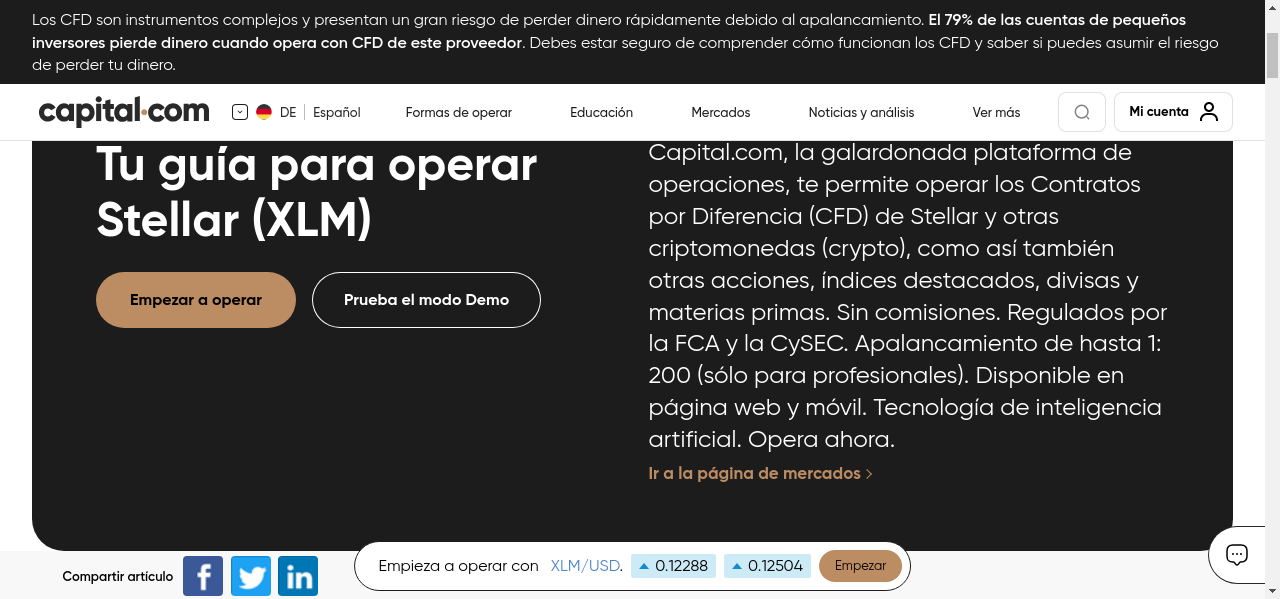 Los CFD son instrumentos complejos y presentan un gran riesgo de perder dinero rápidamente debido al apalancamiento. El 79% de las cuentas de pequeños
inversores pierde dinero cuando opera con CFD de este proveedor. Debes estar seguro de comprender cómo funcionan los CFD y saber si puedes asumir el riesgo
de perder tu dinero.
capital.com
DE
Español
Formas de operar
Educación
Mercados
Noticias y análisis
Ver más
Mi cuenta
Tu guía para operar
Stellar (XLM)
Empezar a operar
Prueba el modo Demo
Capital.com, la galardonada plataforma de
operaciones, te permite operar los Contratos
por Diferencia (CFD) de Stellar y otras
criptomonedas (crypto), como así también
otras acciones, índices destacados, divisas y
materias primas. Sin comisiones. Regulados por
la FCA y la CySEC. Apalancamiento de hasta 1:
200 (sólo para profesionales). Disponible en
página web y móvil. Tecnología de inteligencia
artificial. Opera ahora.
Ir a la página de mercados
Compartir artículo
Empieza a operar con XLM/USD. 0.12288 0.12504 Empezar